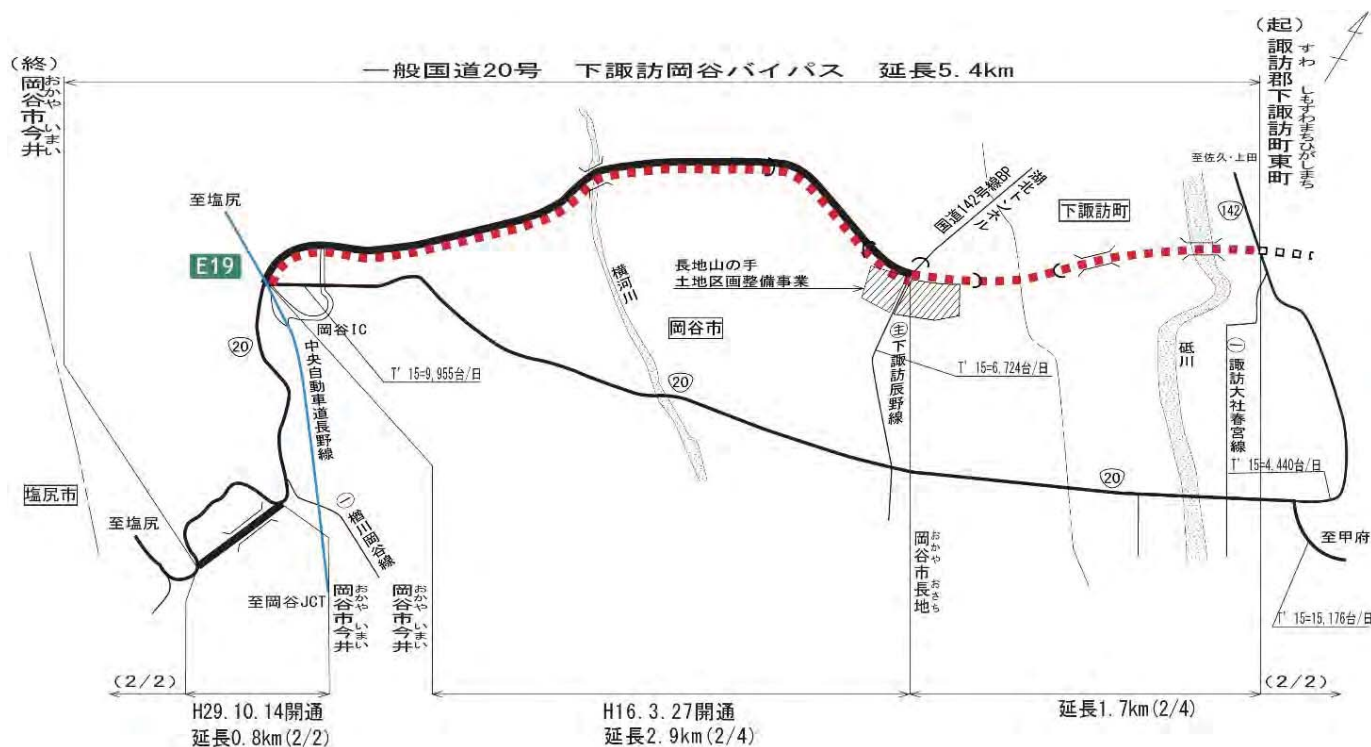 一般国道20号 下諏訪岡谷バイパス 延長5.4km
(終)
岡谷市今井
おかや いまい
(起)
諏訪郡下諏訪町東町
すわ しもすわまちひがしまち
至佐久・上田
142
至塩尻
E19
国道142号線BP
湖北トンネル
下諏訪町
長地山の手
土地区画整備事業
横河川
岡谷市
岡谷IC
20
中央自動車道長野線
T' 15=9,955台/日
20
主 下諏訪辰野線
T' 15=6,724台/日
砥川
一 諏訪大社春宮線
T' 15=4,440台/日
20
塩尻市
至塩尻
一 楢川岡谷線
至岡谷JCT
岡谷市今井
おかや いまい
岡谷市今井
おかや いまい
岡谷市長地
おかや おさち
至甲府
T' 15=15,176台/日
(2/2)
(2/2)
H29.10.14開通
延長0.8km(2/2)
H16.3.27開通
延長2.9km(2/4)
延長1.7km(2/4)